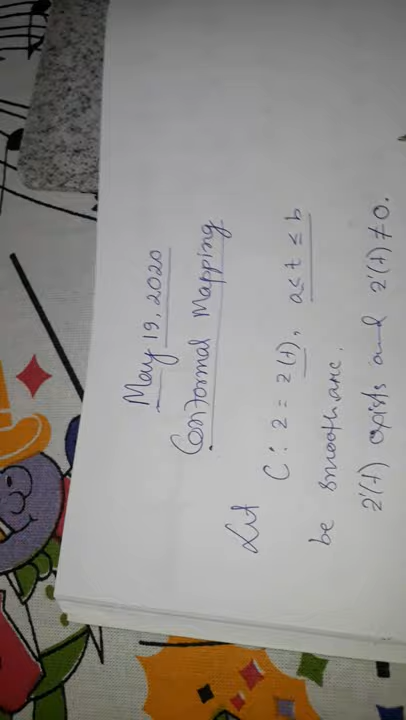 May 19, 2020
Conformal Mapping
Let
C : z = z(t), a ≤ t ≤ b
be smooth arc.
z'(t) exists and z'(t) ≠ 0.